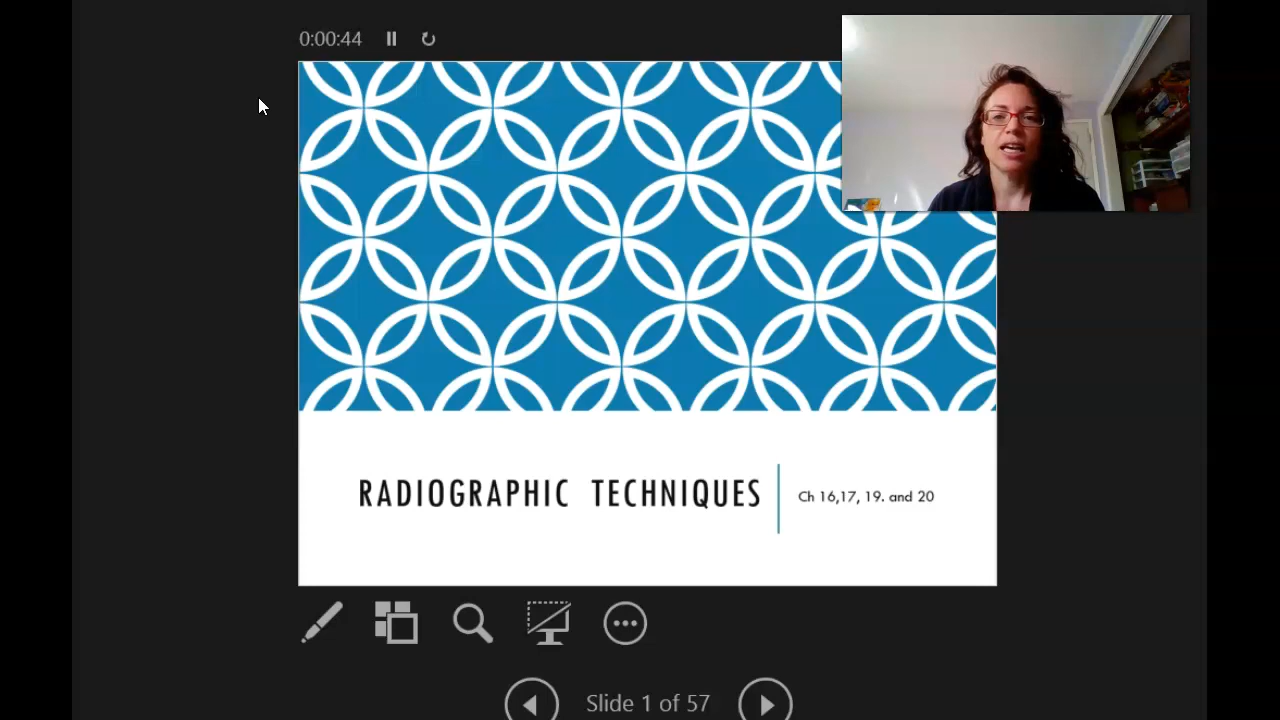 0:00:44
RADIOGRAPHIC TECHNIQUES
Ch 16,17, 19. and 20
Slide 1 of 57